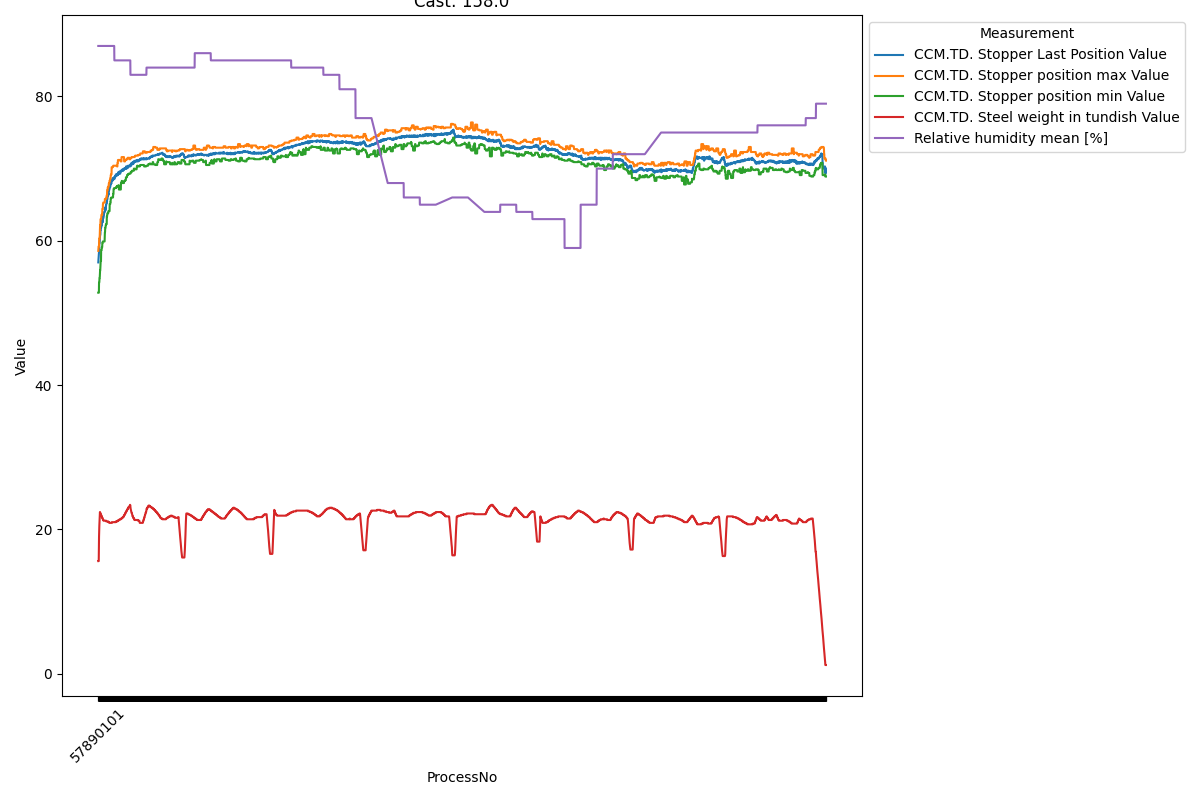 Cast: 158.0
Measurement
CCM.TD. Stopper Last Position Value
CCM.TD. Stopper position max Value
CCM.TD. Stopper position min Value
CCM.TD. Steel weight in tundish Value
Relative humidity mean [%]
80
60
40
20
0
Value
57890101
ProcessNo